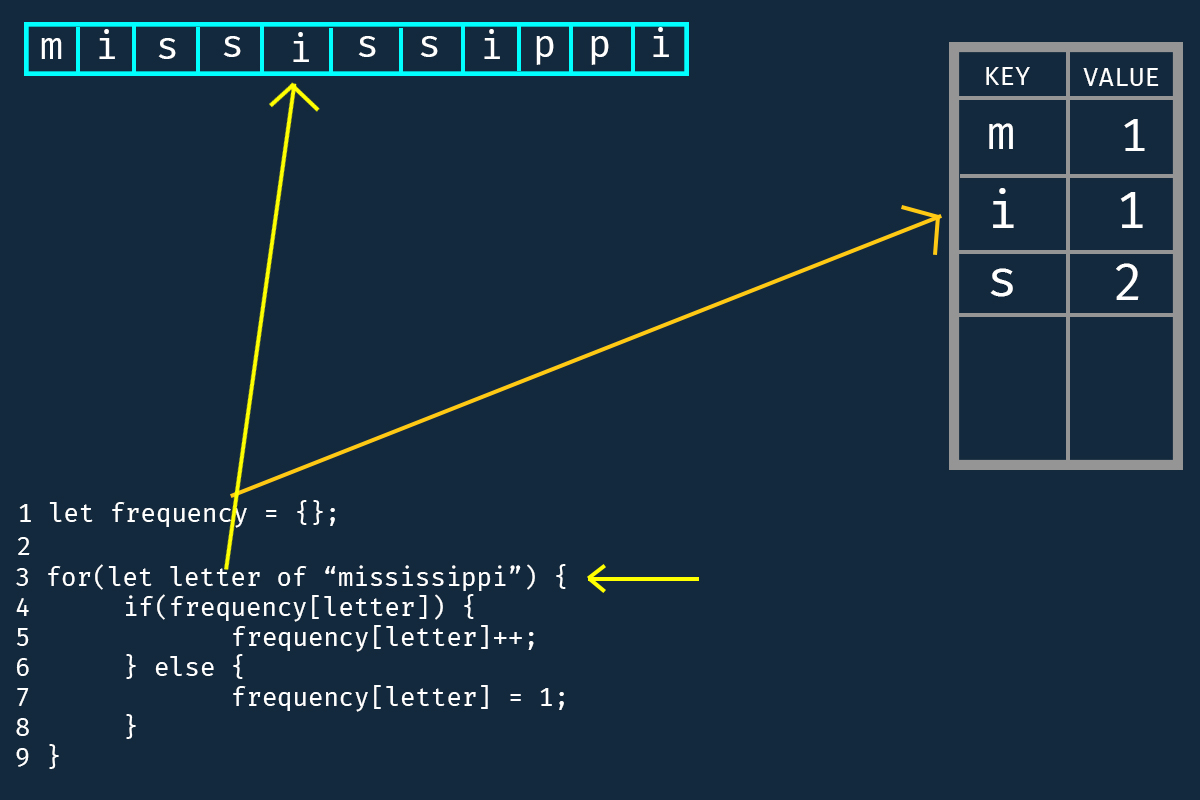 m i s s i s s i p p i
KEY VALUE
m 1
i 1
s 2
1 let frequency = {};
2
3 for(let letter of “mississippi”) {
4 if(frequency[letter]) {
5 frequency[letter]++;
6 } else {
7 frequency[letter] = 1;
8 }
9 }